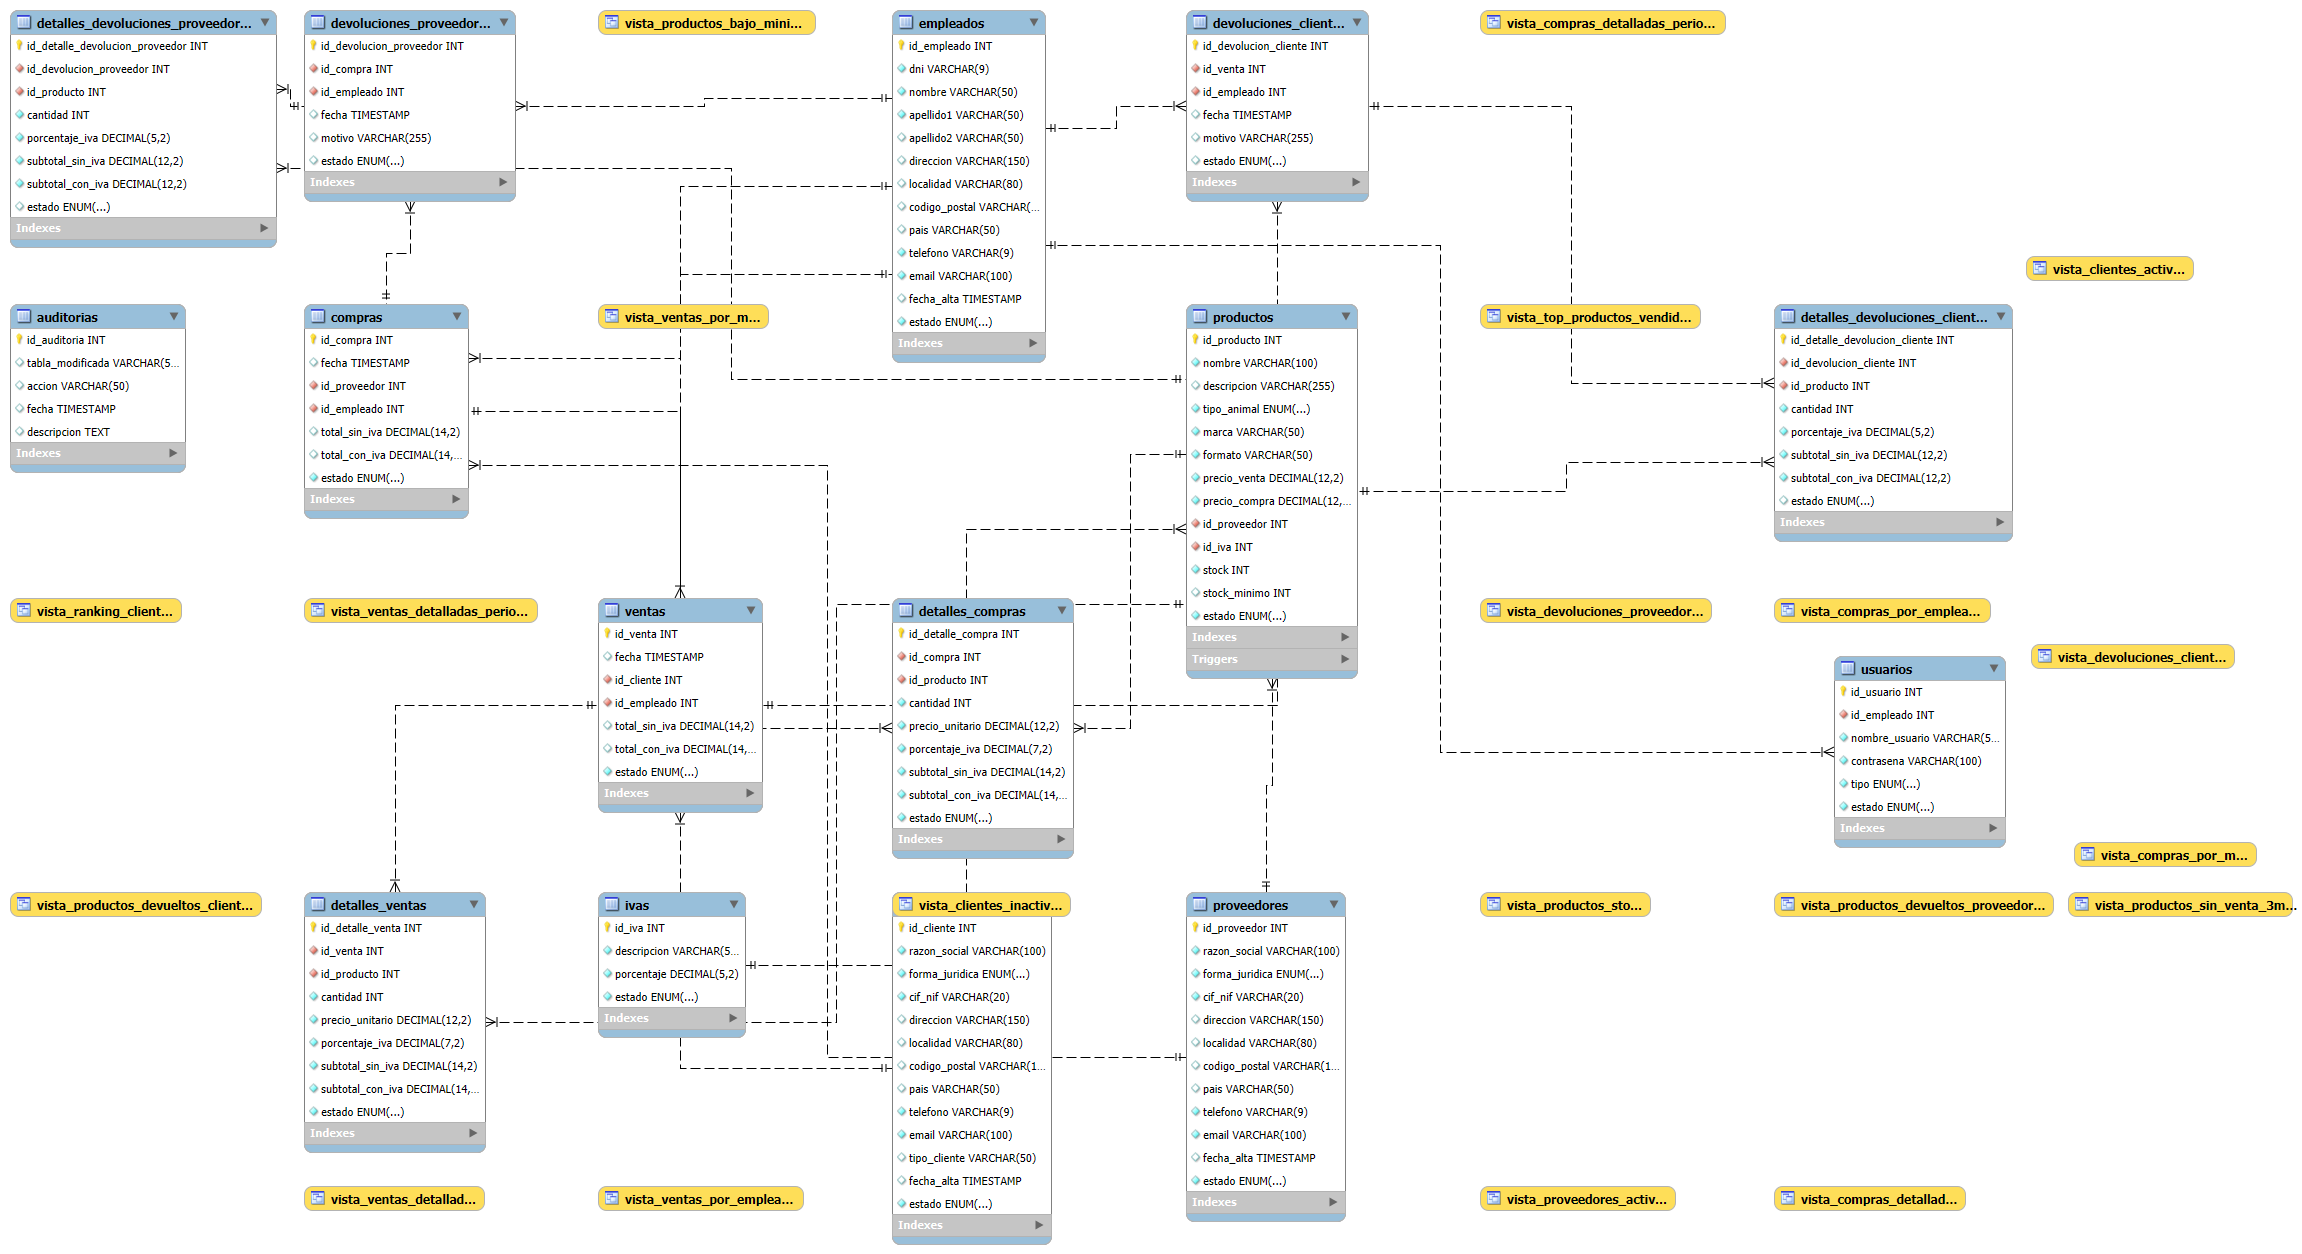 detalles_devoluciones_proveedor...
id_detalle_devolucion_proveedor INT
id_devolucion_proveedor INT
id_producto INT
cantidad INT
porcentaje_iva DECIMAL(5,2)
subtotal_sin_iva DECIMAL(12,2)
subtotal_con_iva DECIMAL(12,2)
estado ENUM(...)
Indexes
devoluciones_proveedor...
id_devolucion_proveedor INT
id_compra INT
id_empleado INT
fecha TIMESTAMP
motivo VARCHAR(255)
estado ENUM(...)
Indexes
vista_productos_bajo_mini...
empleados
id_empleado INT
dni VARCHAR(9)
nombre VARCHAR(50)
apellido1 VARCHAR(50)
apellido2 VARCHAR(50)
direccion VARCHAR(150)
localidad VARCHAR(80)
codigo_postal VARCHAR(...
pais VARCHAR(50)
telefono VARCHAR(9)
email VARCHAR(100)
fecha_alta TIMESTAMP
estado ENUM(...)
Indexes
devoluciones_client...
id_devolucion_cliente INT
id_venta INT
id_empleado INT
fecha TIMESTAMP
motivo VARCHAR(255)
estado ENUM(...)
Indexes
vista_compras_detalladas_perio...
vista_clientes_activ...
auditorias
id_auditoria INT
tabla_modificada VARCHAR(5...
accion VARCHAR(50)
fecha TIMESTAMP
descripcion TEXT
Indexes
compras
id_compra INT
fecha TIMESTAMP
id_proveedor INT
id_empleado INT
total_sin_iva DECIMAL(14,2)
total_con_iva DECIMAL(14,...
estado ENUM(...)
Indexes
vista_ventas_por_m...
productos
id_producto INT
nombre VARCHAR(100)
descripcion VARCHAR(255)
tipo_animal ENUM(...)
marca VARCHAR(50)
formato VARCHAR(50)
precio_venta DECIMAL(12,2)
precio_compra DECIMAL(12,...
id_proveedor INT
id_iva INT
stock INT
stock_minimo INT
estado ENUM(...)
Indexes
Triggers
vista_top_productos_vendid...
detalles_devoluciones_client...
id_detalle_devolucion_cliente INT
id_devolucion_cliente INT
id_producto INT
cantidad INT
porcentaje_iva DECIMAL(5,2)
subtotal_sin_iva DECIMAL(12,2)
subtotal_con_iva DECIMAL(12,2)
estado ENUM(...)
Indexes
vista_ranking_client...
vista_ventas_detalladas_perio...
ventas
id_venta INT
fecha TIMESTAMP
id_cliente INT
id_empleado INT
total_sin_iva DECIMAL(14,2)
total_con_iva DECIMAL(14,...
estado ENUM(...)
Indexes
detalles_compras
id_detalle_compra INT
id_compra INT
id_producto INT
cantidad INT
precio_unitario DECIMAL(12,2)
porcentaje_iva DECIMAL(7,2)
subtotal_sin_iva DECIMAL(14,2)
subtotal_con_iva DECIMAL(14,...
estado ENUM(...)
Indexes
vista_devoluciones_proveedor...
vista_compras_por_emplea...
vista_devoluciones_client...
usuarios
id_usuario INT
id_empleado INT
nombre_usuario VARCHAR(5...
contrasena VARCHAR(100)
tipo ENUM(...)
estado ENUM(...)
Indexes
vista_compras_por_m...
vista_productos_devueltos_client...
detalles_ventas
id_detalle_venta INT
id_venta INT
id_producto INT
cantidad INT
precio_unitario DECIMAL(12,2)
porcentaje_iva DECIMAL(7,2)
subtotal_sin_iva DECIMAL(14,2)
subtotal_con_iva DECIMAL(14,...
estado ENUM(...)
Indexes
ivas
id_iva INT
descripcion VARCHAR(5...
porcentaje DECIMAL(5,2)
estado ENUM(...)
Indexes
vista_clientes_inactiv...
id_cliente INT
razon_social VARCHAR(100)
forma_juridica ENUM(...)
cif_nif VARCHAR(20)
direccion VARCHAR(150)
localidad VARCHAR(80)
codigo_postal VARCHAR(1...
pais VARCHAR(50)
telefono VARCHAR(9)
email VARCHAR(100)
tipo_cliente VARCHAR(50)
fecha_alta TIMESTAMP
estado ENUM(...)
Indexes
proveedores
id_proveedor INT
razon_social VARCHAR(100)
forma_juridica ENUM(...)
cif_nif VARCHAR(20)
direccion VARCHAR(150)
localidad VARCHAR(80)
codigo_postal VARCHAR(1...
pais VARCHAR(50)
telefono VARCHAR(9)
email VARCHAR(100)
fecha_alta TIMESTAMP
estado ENUM(...)
Indexes
vista_productos_sto...
vista_productos_devueltos_proveedor...
vista_productos_sin_venta_3m...
vista_ventas_detallad...
vista_ventas_por_emplea...
vista_proveedores_activ...
vista_compras_detallad...